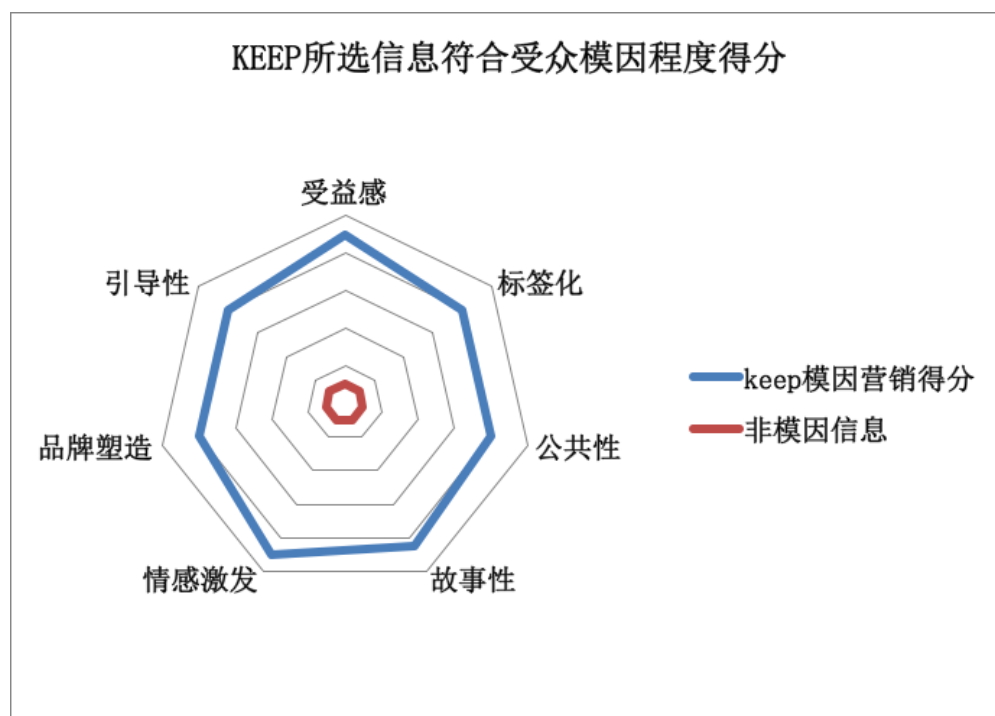 KEEP所选信息符合受众模因程度得分
受益感
引导性
标签化
keep模因营销得分
非模因信息
品牌塑造
公共性
情感激发
故事性